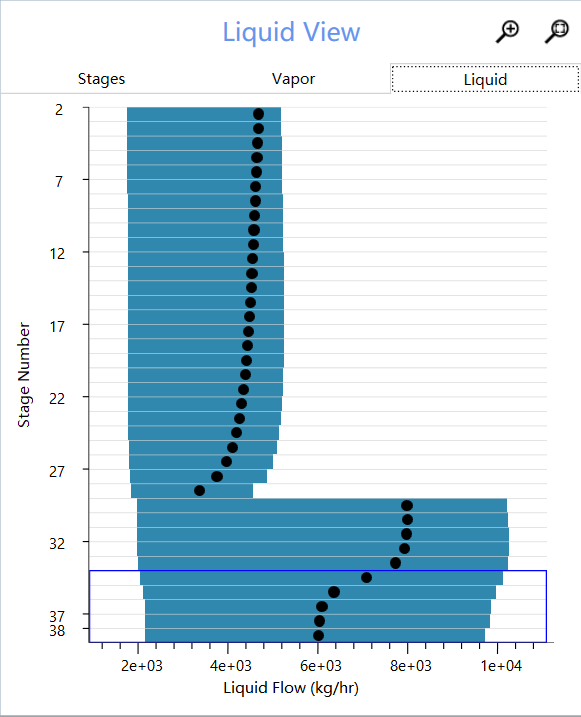 Liquid View
Stages Vapor Liquid
2
7
12
17
22
27
32
37
38
Stage Number
2e+03 4e+03 6e+03 8e+03 1e+04
Liquid Flow (kg/hr)